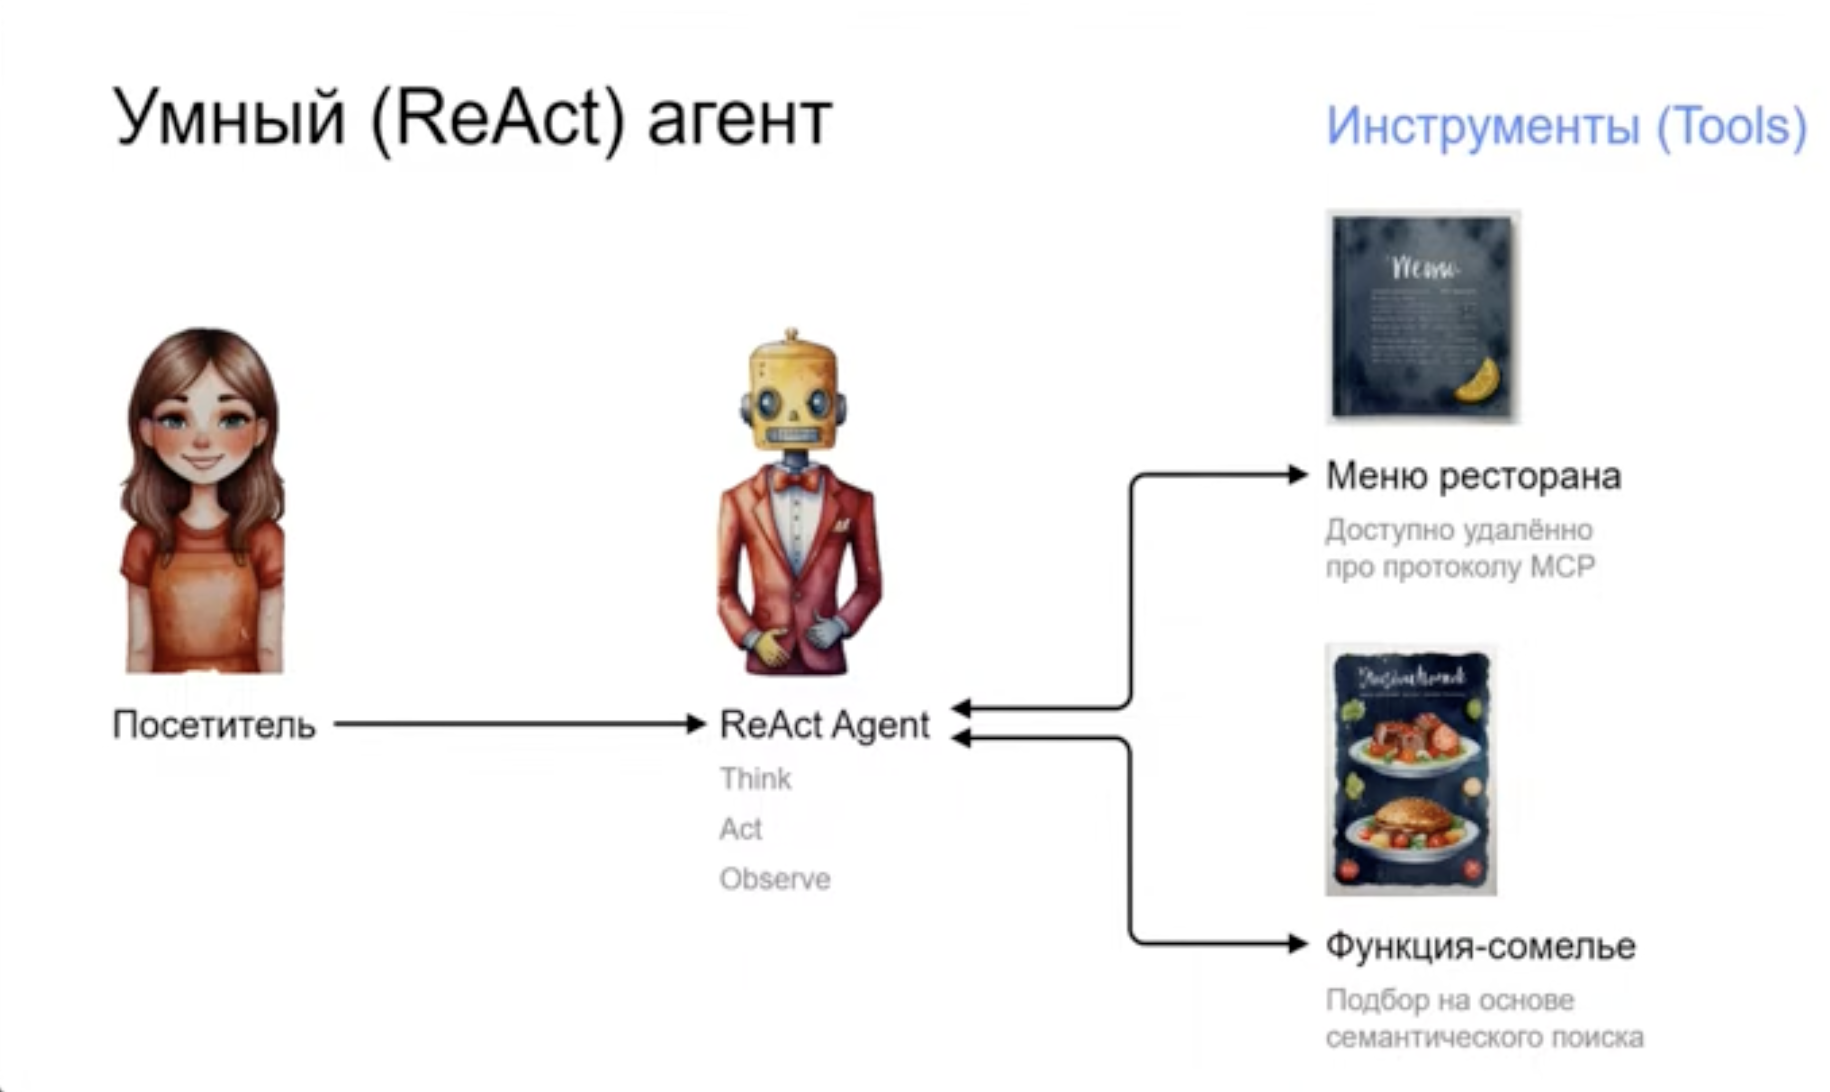 Умный (ReAct) агент
Инструменты (Tools)
Menu
Меню ресторана
Доступно удалённо
про протоколу MCP
Посетитель
ReAct Agent
Think
Act
Observe
Функция-сомелье
Подбор на основе
семантического поиска